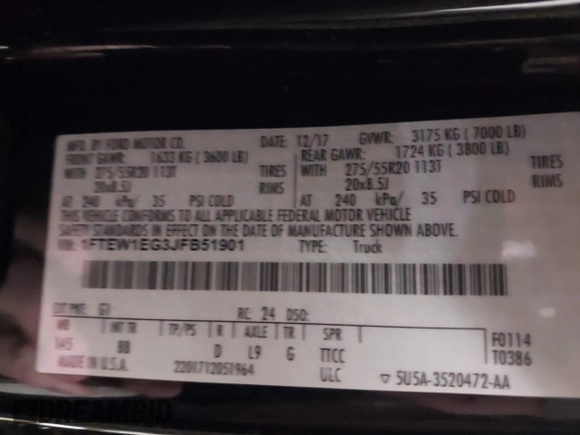 MFD. BY FORD MOTOR CO. DATE: 12/17 GVWR: 3175 KG ( 7000 LB)
FRONT GAWR: 1633 KG ( 3600 LB) REAR GAWR: 1724 KG ( 3800 LB)
WITH 275/55R20 113T TIRES WITH 275/55R20 113T TIRES
20x8.5J RIMS 20x8.5J RIMS
AT 240 kPa/ 35 PSI COLD AT 240 kPa/ 35 PSI COLD
THIS VEHICLE CONFORMS TO ALL APPLICABLE FEDERAL MOTOR VEHICLE
SAFETY STANDARDS IN EFFECT ON THE DATE OF MANUFACTURE SHOWN ABOVE.
VIN: 1FTEW1EG3JFB51901 TYPE: Truck
EXT PNT: G1 RC: 24 DSO:
WB INT TR TP/PS R AXLE TR SPR F0114
145 BB D L9 G TTCC T0386
MADE IN U.S.A. 2201712051964 ULC ▽ 5U5A-3520472-AA